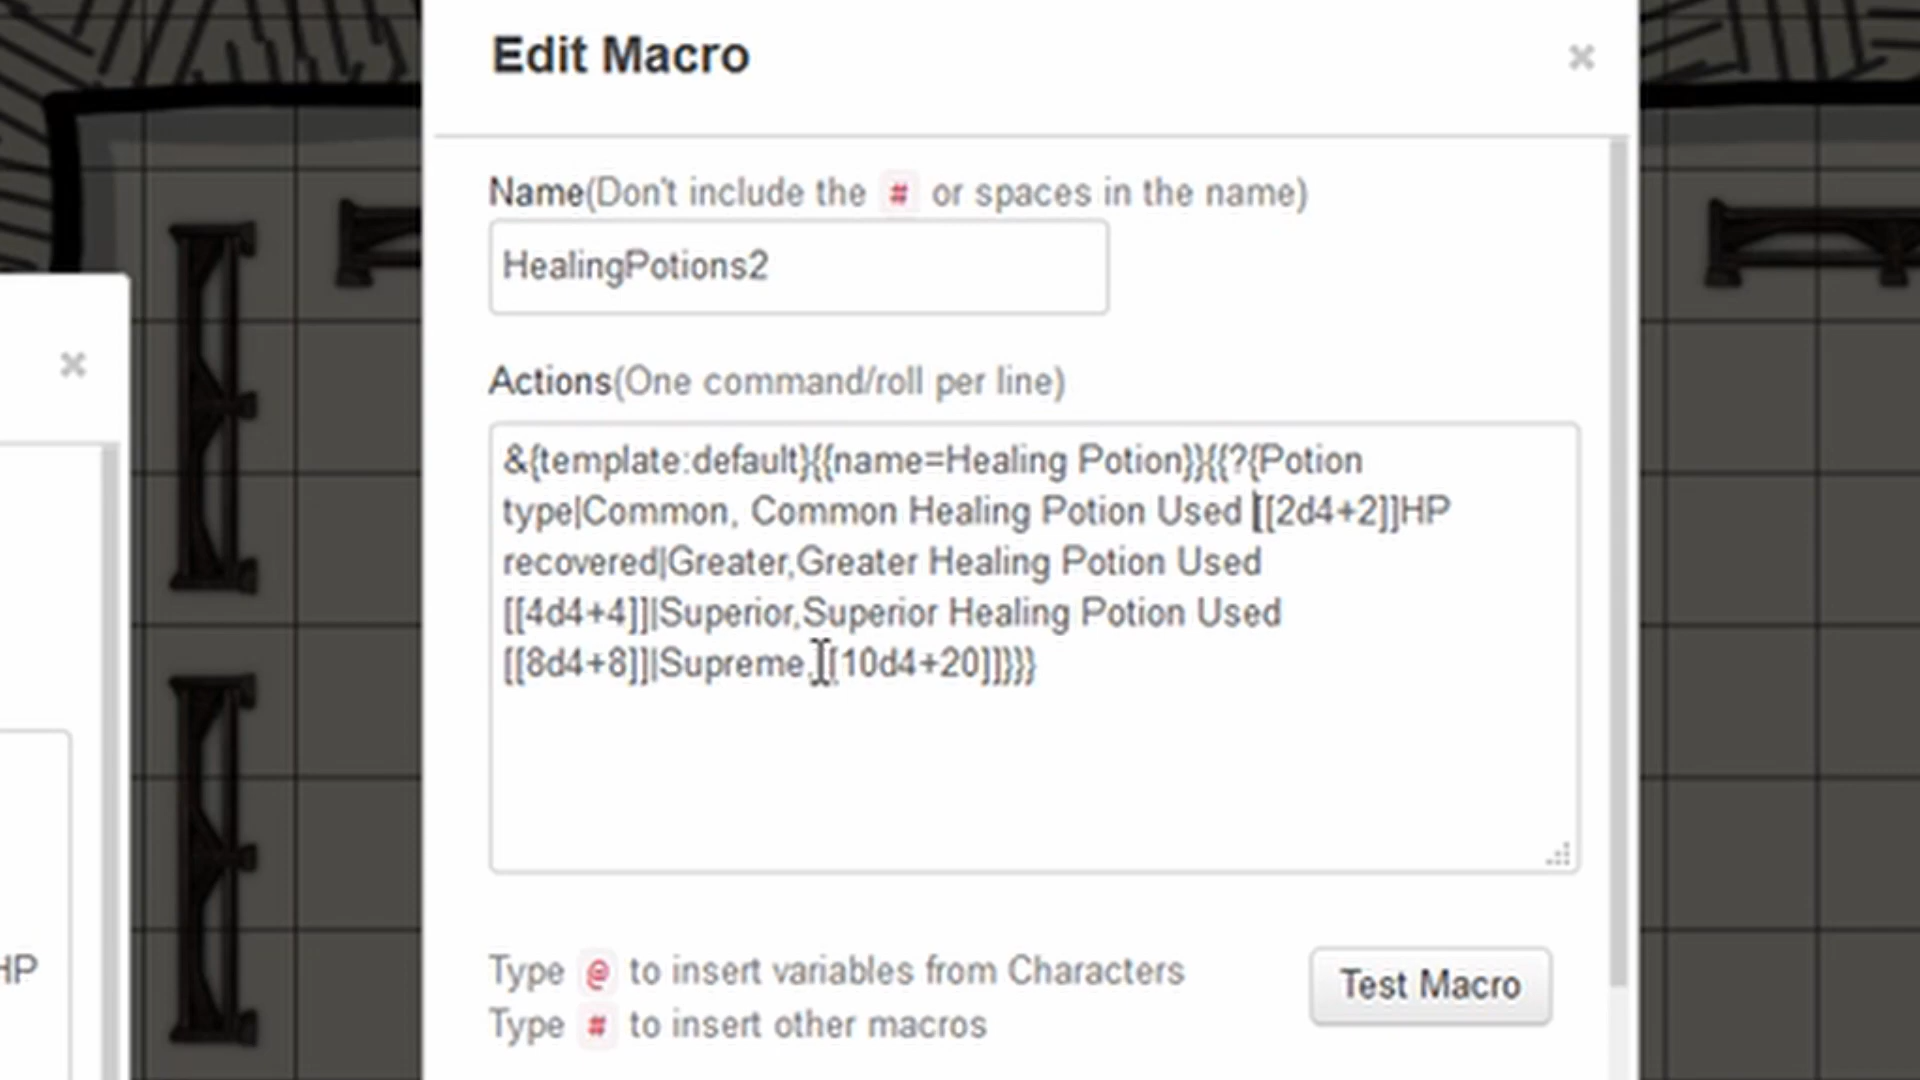 Edit Macro
Name(Don't include the # or spaces in the name)
HealingPotions2
Actions(One command/roll per line)
&{template:default}{{name=Healing Potion}}{{?{Potion
type|Common, Common Healing Potion Used [[2d4+2]]HP
recovered|Greater,Greater Healing Potion Used
[[4d4+4]]|Superior,Superior Healing Potion Used
[[8d4+8]]|Supreme,[[10d4+20]]}}}
HP
Type @ to insert variables from Characters
Type # to insert other macros
Test Macro